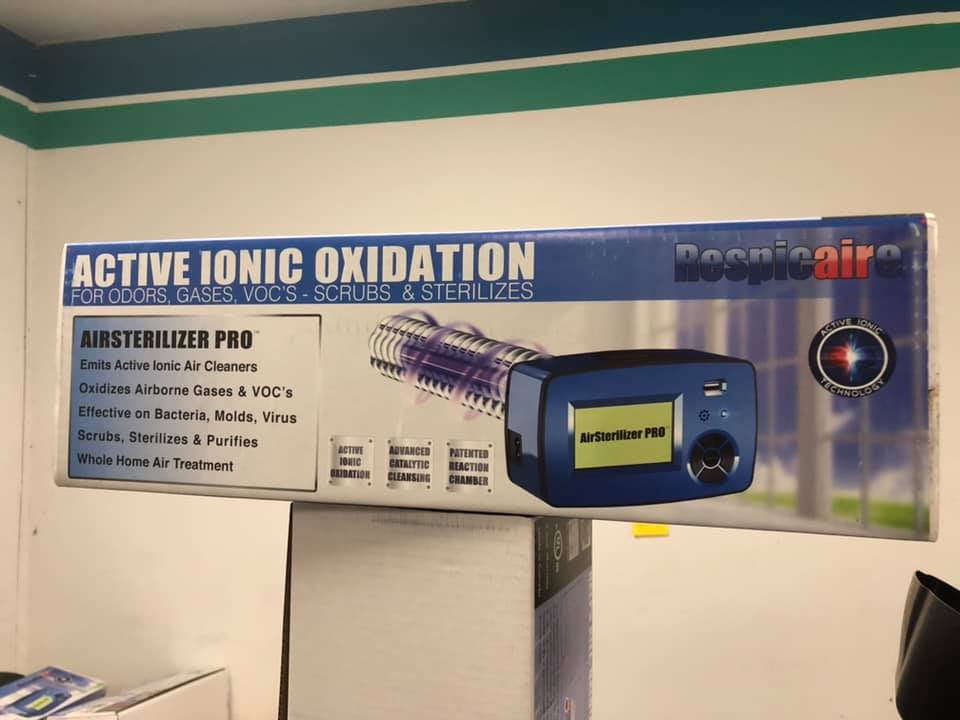 ACTIVE IONIC OXIDATION
FOR ODORS, GASES, VOC'S - SCRUBS & STERILIZES
Respicaire
AIRSTERILIZER PRO™
Emits Active Ionic Air Cleaners
Oxidizes Airborne Gases & VOC's
Effective on Bacteria, Molds, Virus
Scrubs, Sterilizes & Purifies
Whole Home Air Treatment
ACTIVE
IONIC
OXIDATION
ADVANCED
CATALYTIC
CLEANSING
PATENTED
REACTION
CHAMBER
AirSterilizer PRO™
ACTIVE IONIC
TECHNOLOGY